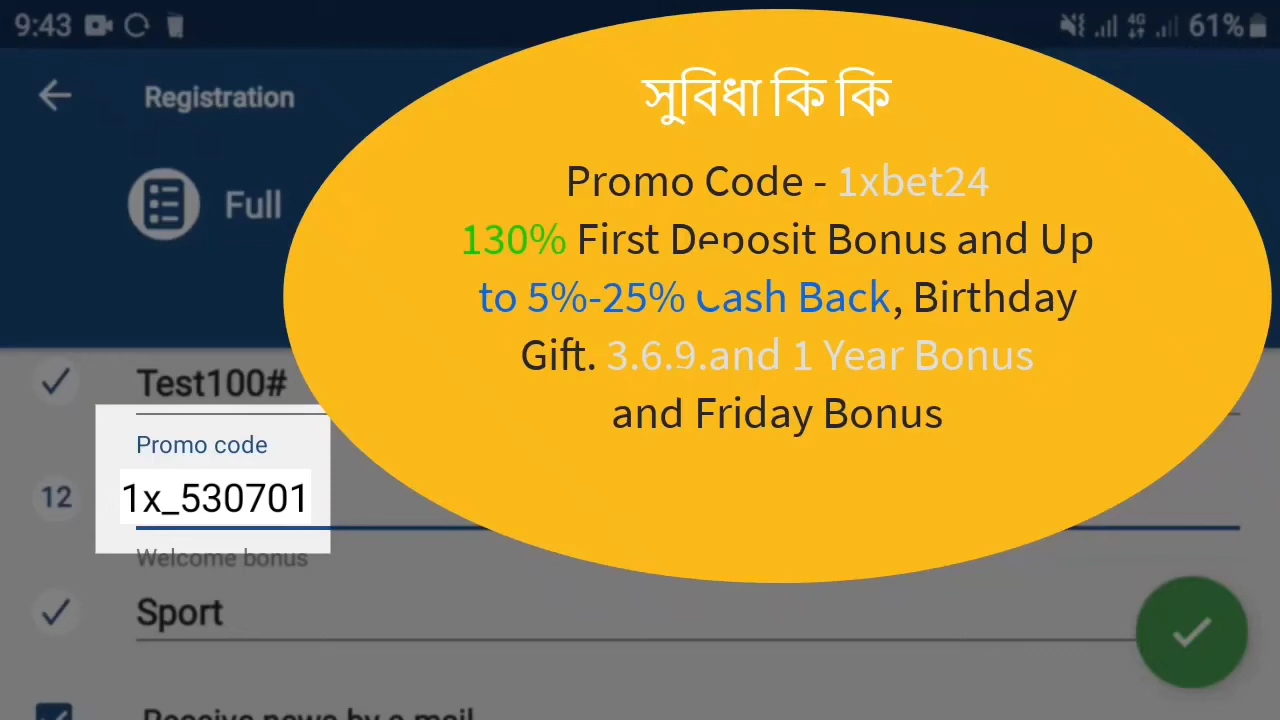 9:43
4G
61%
Registration
সুবিধা কি কি
Full
Promo Code - 1xbet24
130% First Deposit Bonus and Up
to 5%-25% Cash Back, Birthday
Gift. 3.6.9.and 1 Year Bonus
and Friday Bonus
Test100#
Promo code
12
1x_530701
Welcome bonus
Sport
Receive news by e-mail